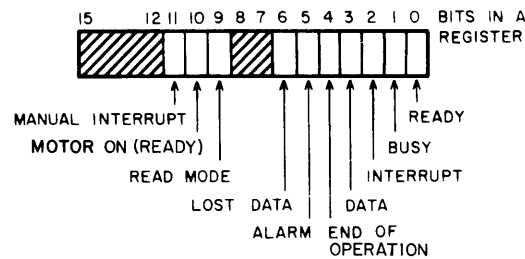 15 12 11 10 9 8 7 6 5 4 3 2 1 0 BITS IN A
REGISTER
READY
MANUAL INTERRUPT
MOTOR ON (READY)
BUSY
READ MODE
INTERRUPT
LOST DATA
DATA
ALARM
END OF
OPERATION